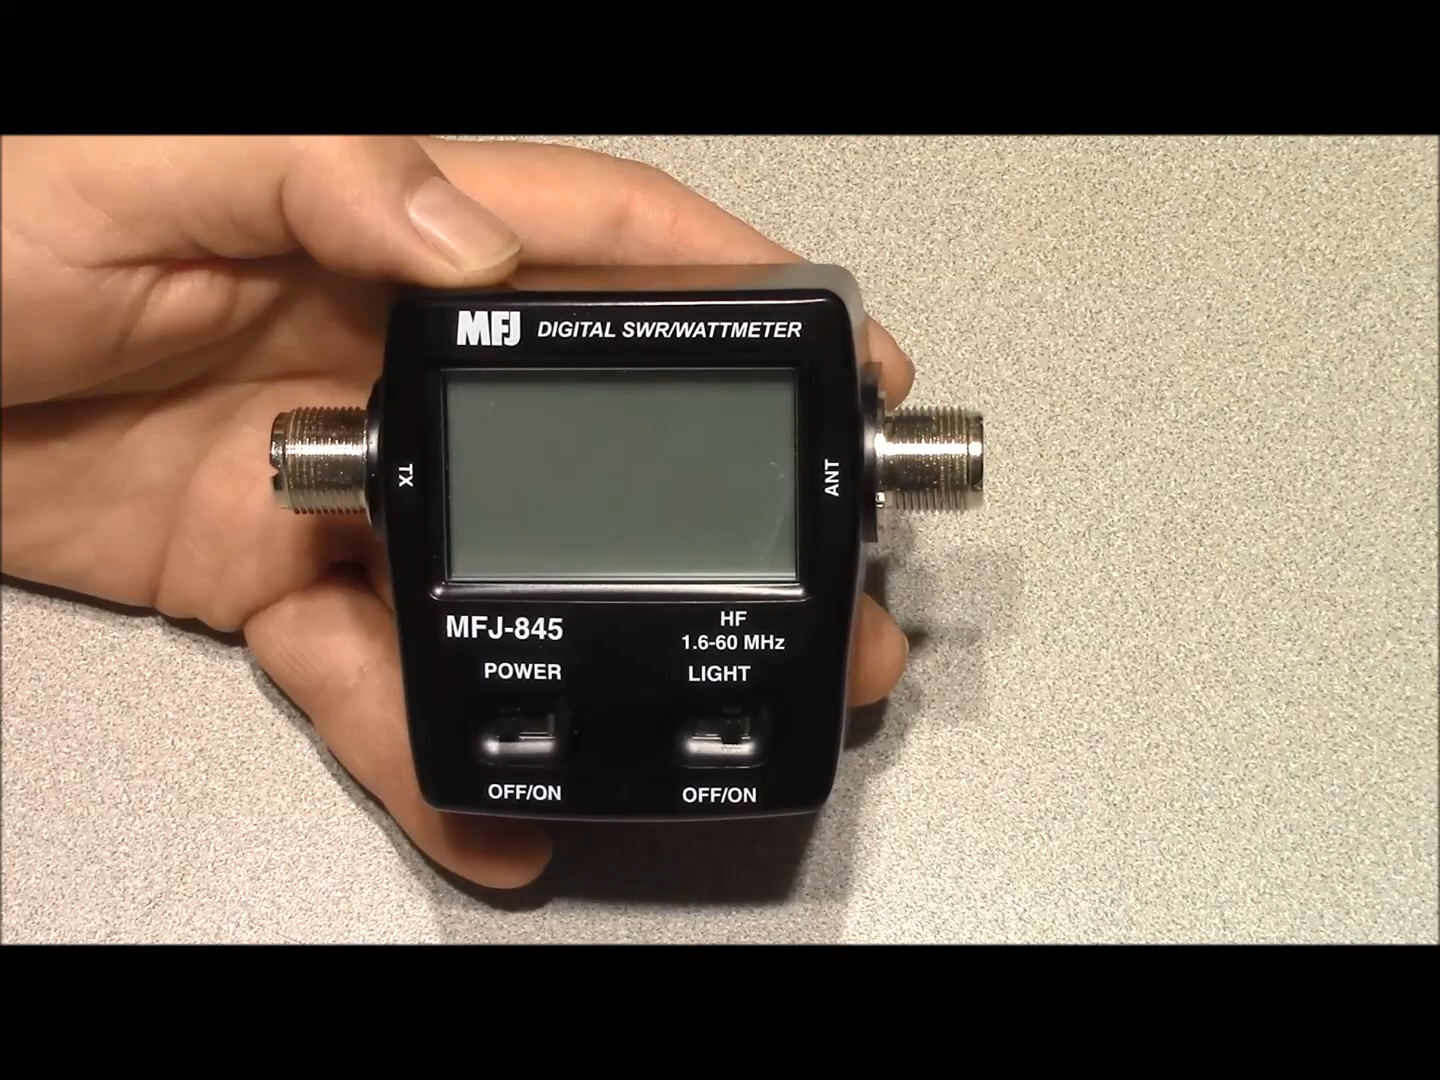 MFJ DIGITAL SWR/WATTMETER
TX
ANT
MFJ-845
HF
1.6-60 MHz
POWER
LIGHT
OFF/ON
OFF/ON